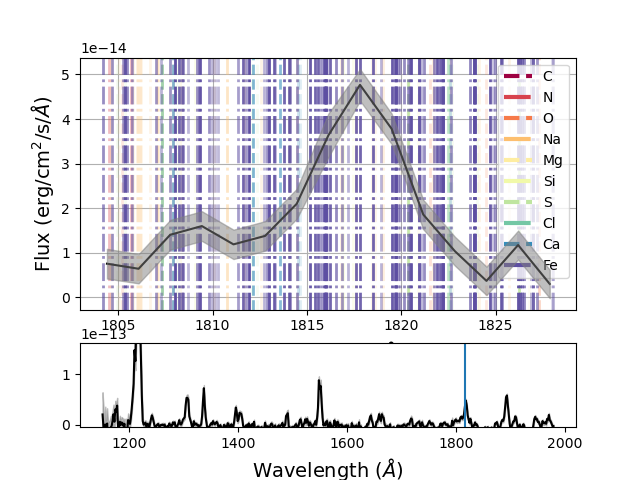 1e−14
Flux (erg/cm²/s/Å)
5
4
3
2
1
0
C
N
O
Na
Mg
Si
S
Cl
Ca
Fe
1805 1810 1815 1820 1825
1e−13
1
0
1200 1400 1600 1800 2000
Wavelength (Å)